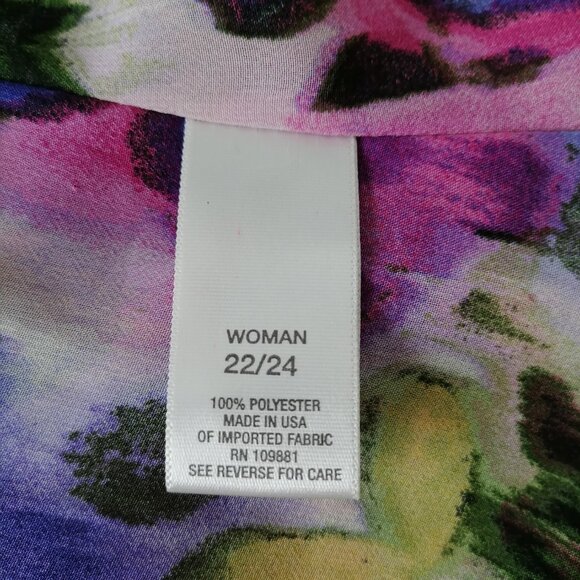 WOMAN
22/24
100% POLYESTER
MADE IN USA
OF IMPORTED FABRIC
RN 109881
SEE REVERSE FOR CARE